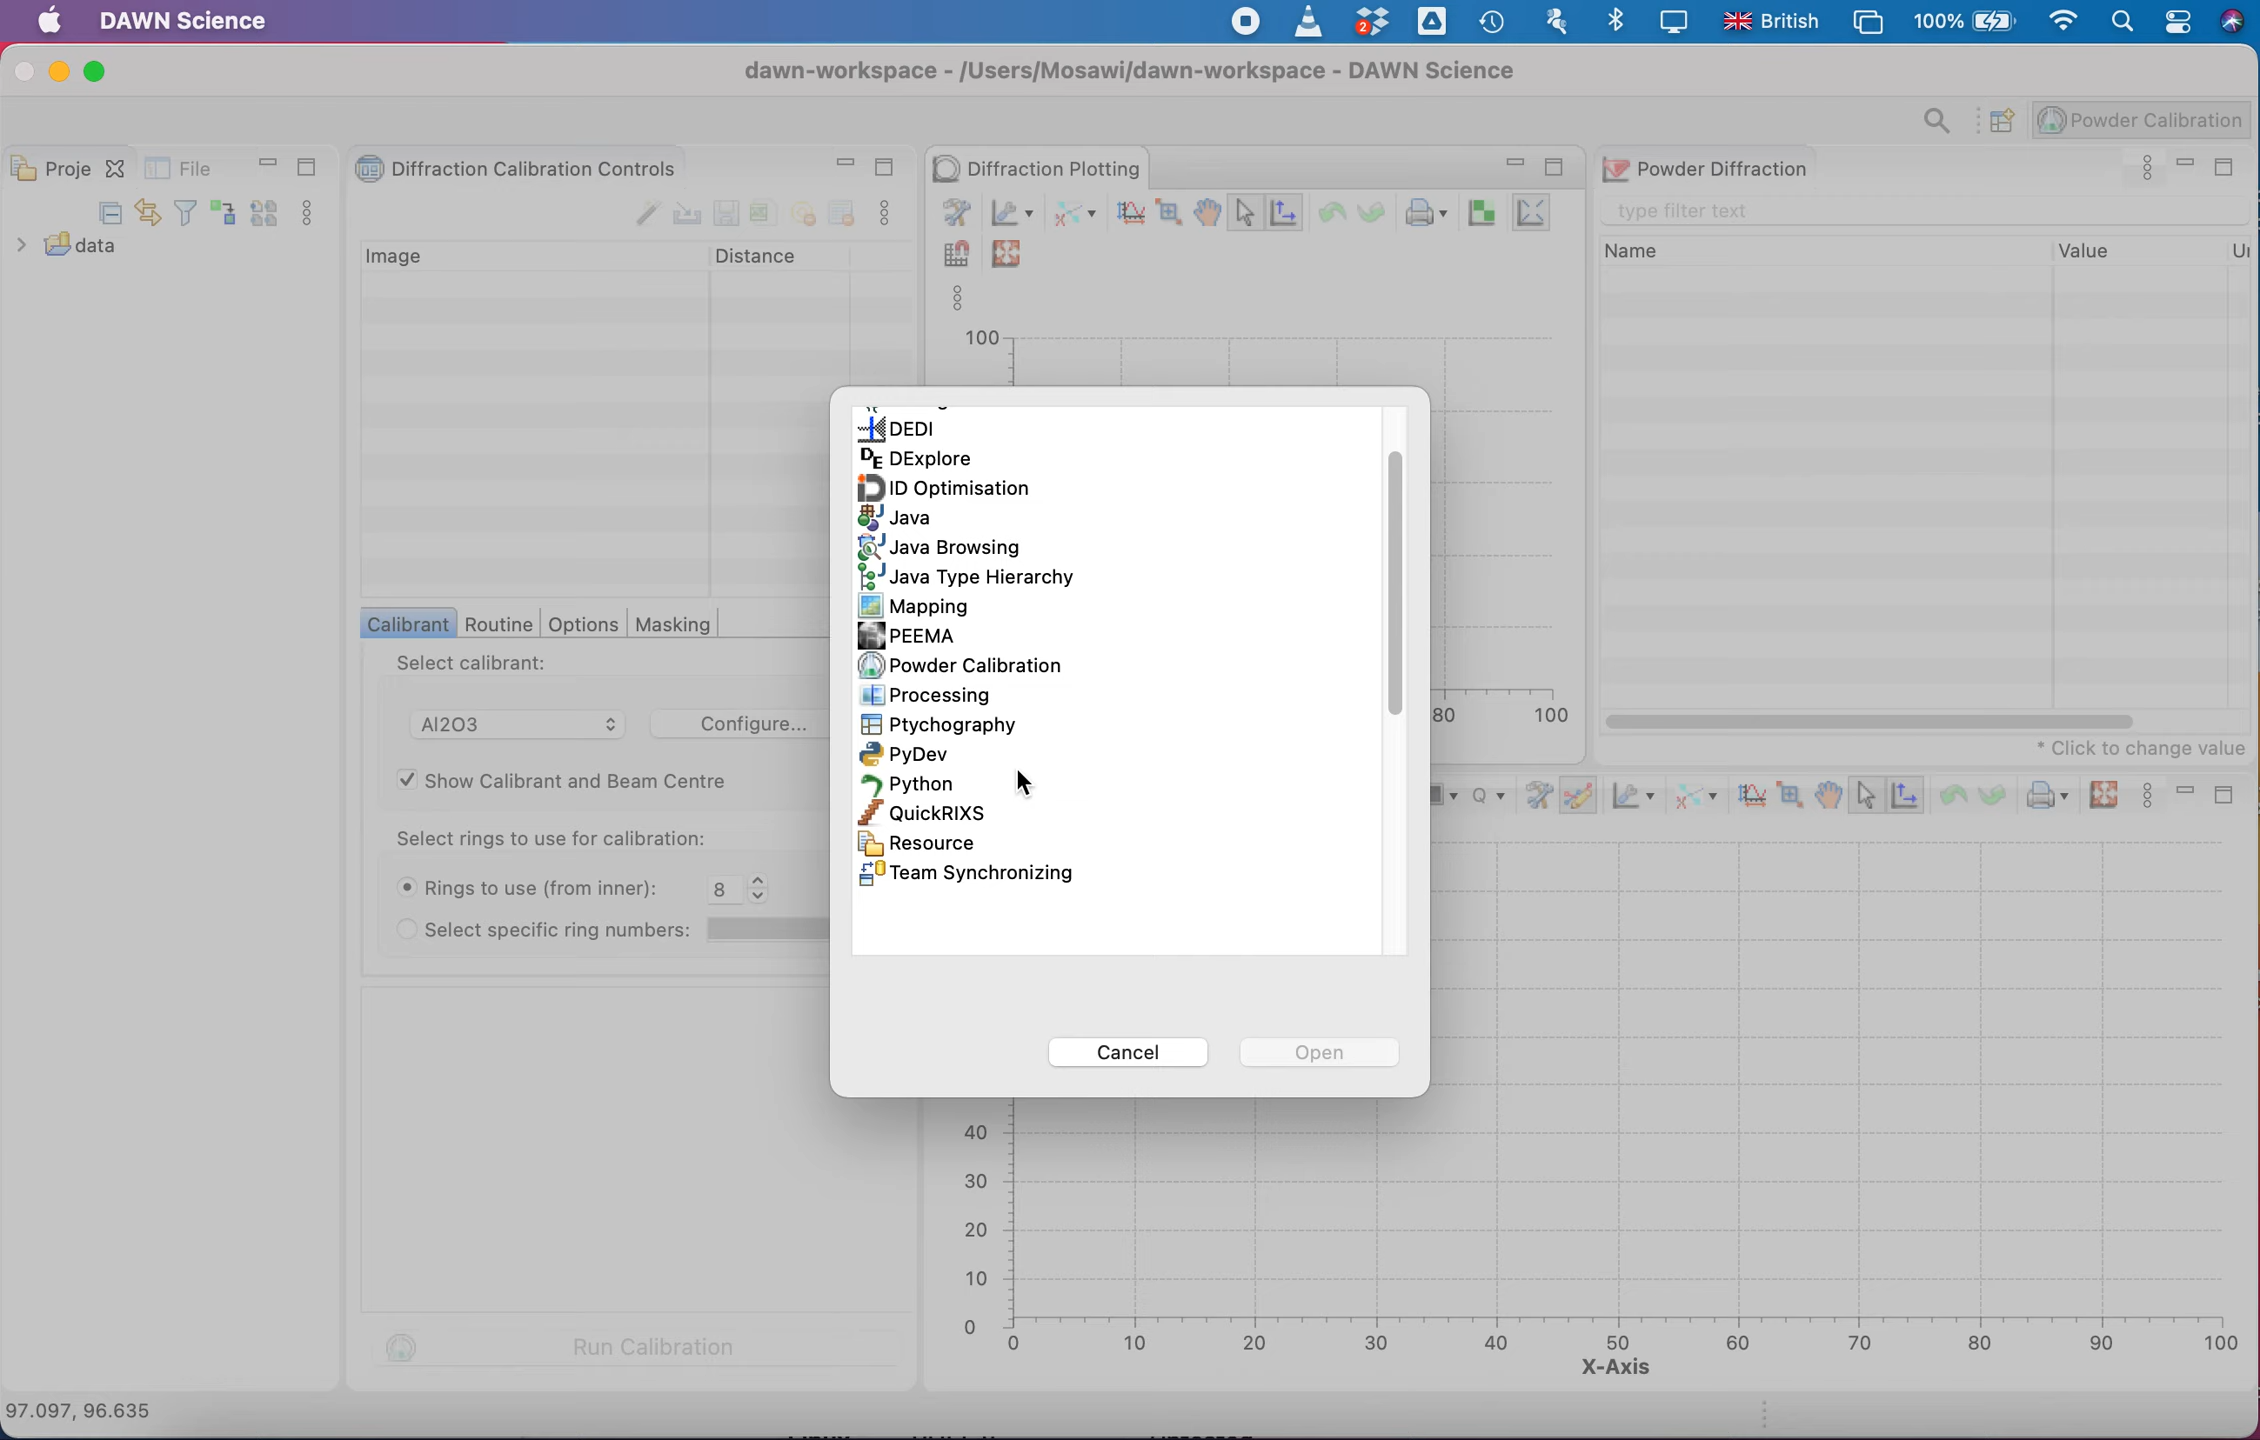 DAWN Science
2
British
100%
dawn-workspace - /Users/Mosawi/dawn-workspace - DAWN Science
Powder Calibration
Proje
File
Diffraction Calibration Controls
Diffraction Plotting
Powder Diffraction
type filter text
data
Image
Distance
Name
Value
100
DEDI
DExplore
ID Optimisation
Java
Java Browsing
Java Type Hierarchy
Mapping
PEEMA
Powder Calibration
Processing
Ptychography
PyDev
Python
QuickRIXS
Resource
Team Synchronizing
Cancel
Open
Calibrant
Routine
Options
Masking
Select calibrant:
Al2O3
Configure...
Show Calibrant and Beam Centre
Select rings to use for calibration:
Rings to use (from inner):
8
Select specific ring numbers:
Run Calibration
80
100
* Click to change value
Q
40
30
20
10
0
0 10 20 30 40 50 60 70 80 90 100
X-Axis
97.097, 96.635